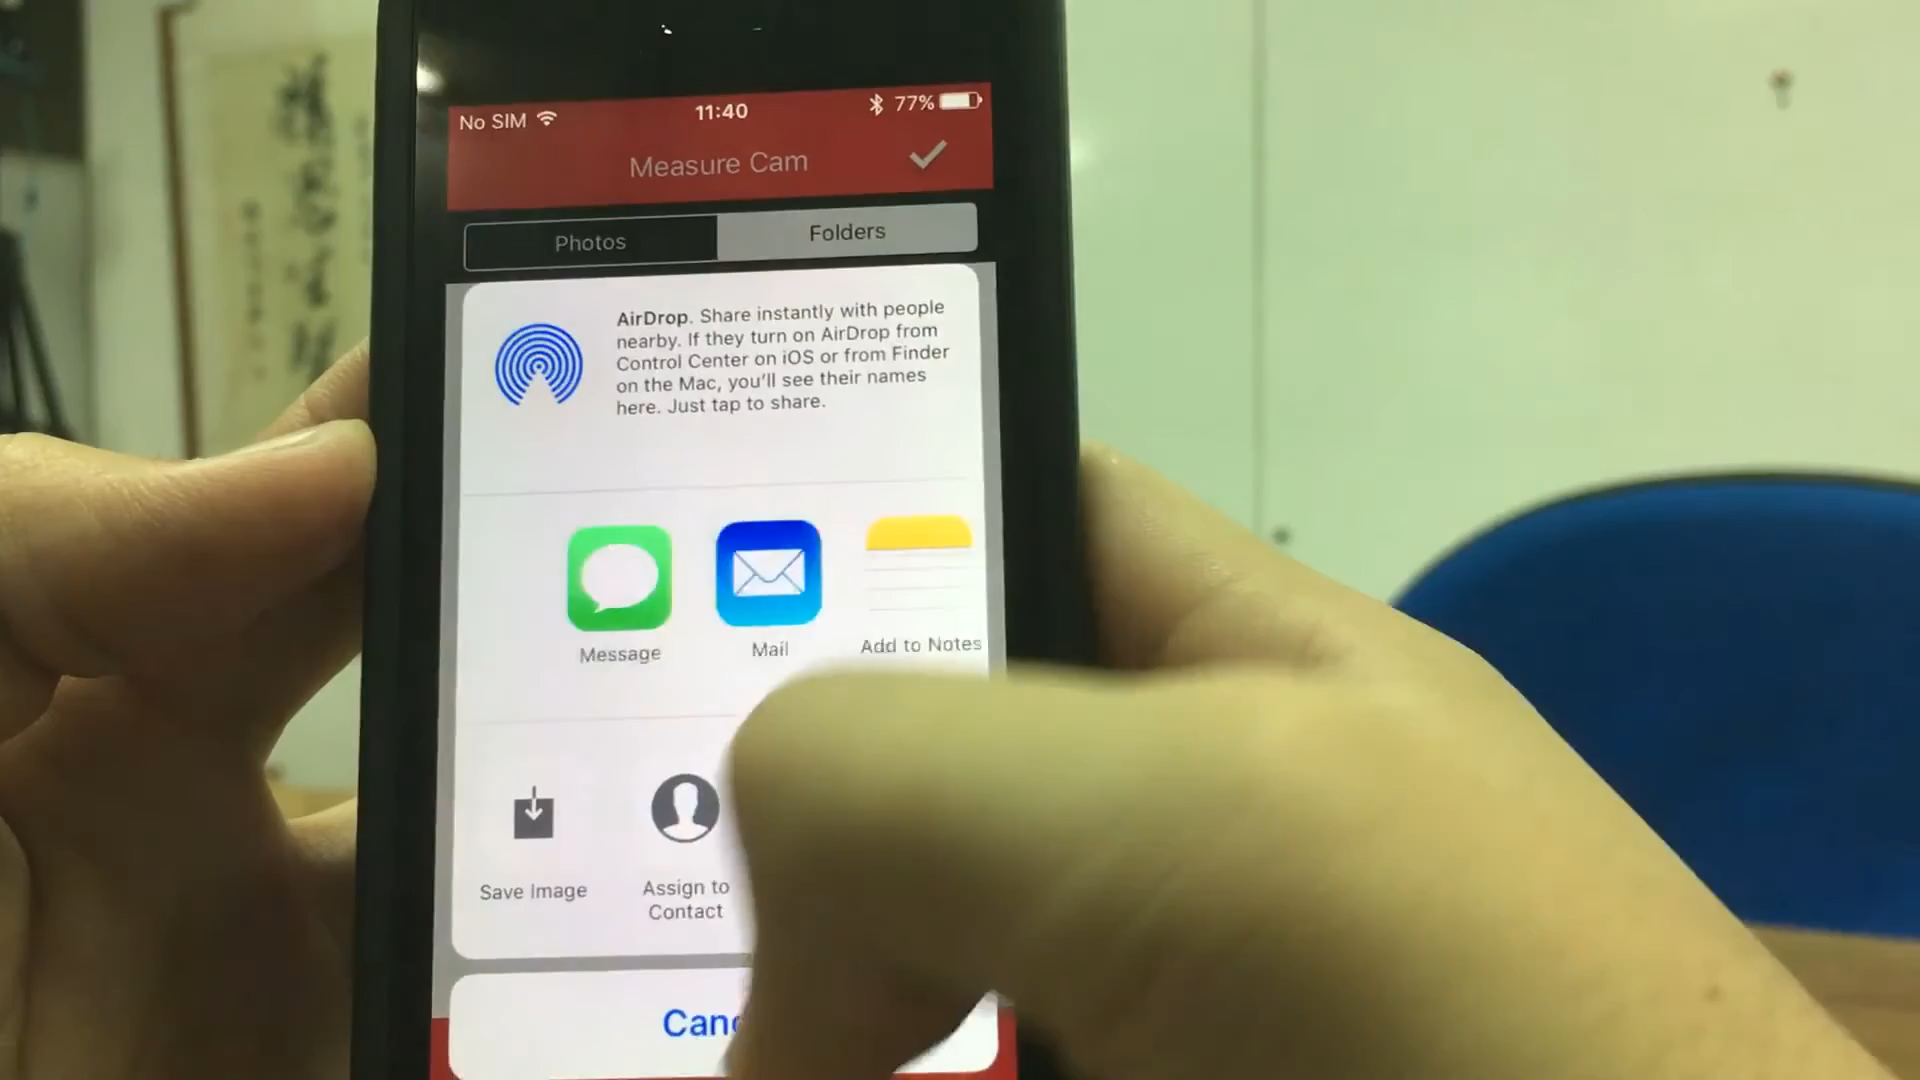 No SIM 11:40 77%
Measure Cam
Photos Folders
AirDrop. Share instantly with people
nearby. If they turn on AirDrop from
Control Center on iOS or from Finder
on the Mac, you'll see their names
here. Just tap to share.
Message Mail Add to Notes
Save Image Assign to
Contact